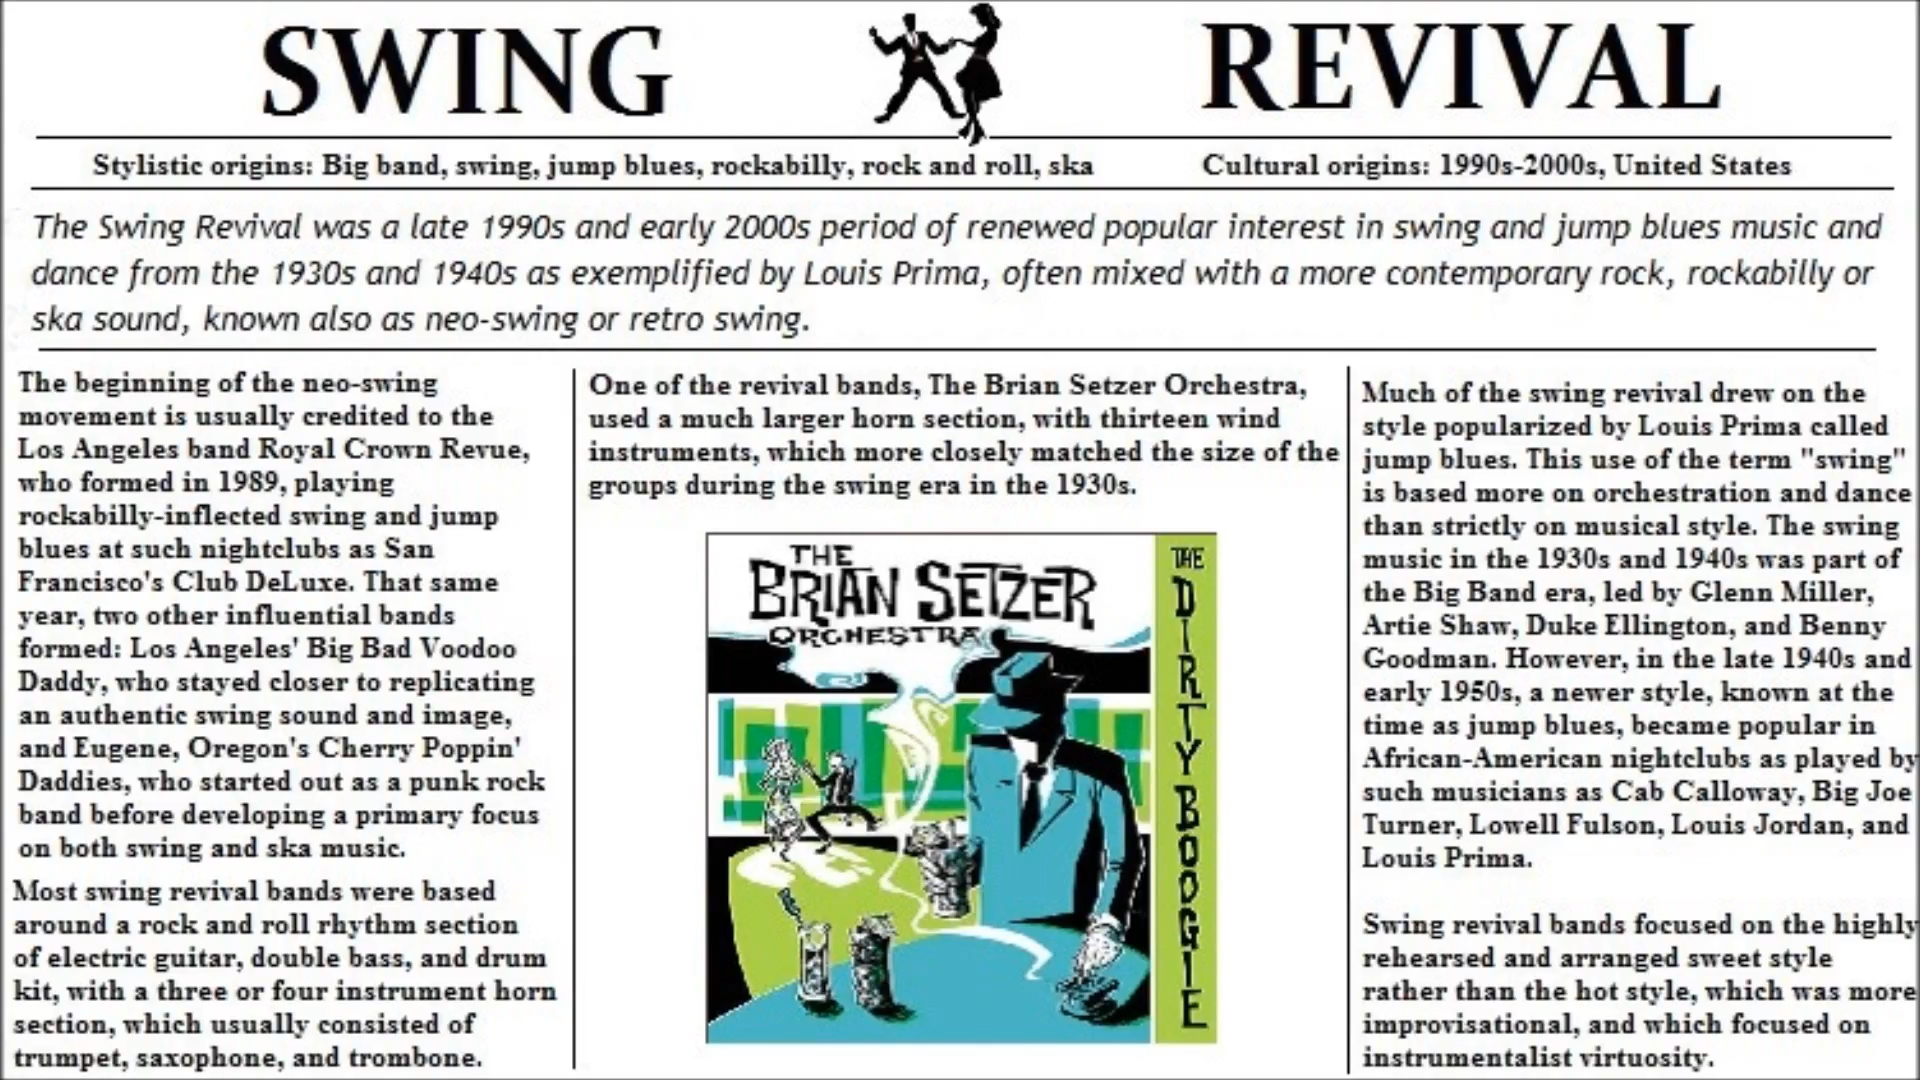 SWING REVIVAL
Stylistic origins: Big band, swing, jump blues, rockabilly, rock and roll, ska
Cultural origins: 1990s-2000s, United States
The Swing Revival was a late 1990s and early 2000s period of renewed popular interest in swing and jump blues music and
dance from the 1930s and 1940s as exemplified by Louis Prima, often mixed with a more contemporary rock, rockabilly or
ska sound, known also as neo-swing or retro swing.
The beginning of the neo-swing
movement is usually credited to the
Los Angeles band Royal Crown Revue,
who formed in 1989, playing
rockabilly-inflected swing and jump
blues at such nightclubs as San
Francisco's Club DeLuxe. That same
year, two other influential bands
formed: Los Angeles' Big Bad Voodoo
Daddy, who stayed closer to replicating
an authentic swing sound and image,
and Eugene, Oregon's Cherry Poppin'
Daddies, who started out as a punk rock
band before developing a primary focus
on both swing and ska music.
Most swing revival bands were based
around a rock and roll rhythm section
of electric guitar, double bass, and drum
kit, with a three or four instrument horn
section, which usually consisted of
trumpet, saxophone, and trombone.
One of the revival bands, The Brian Setzer Orchestra,
used a much larger horn section, with thirteen wind
instruments, which more closely matched the size of the
groups during the swing era in the 1930s.
THE
BRIAN SETZER
ORCHESTRA
THE DIRTY BOOGIE
Much of the swing revival drew on the
style popularized by Louis Prima called
jump blues. This use of the term "swing"
is based more on orchestration and dance
than strictly on musical style. The swing
music in the 1930s and 1940s was part of
the Big Band era, led by Glenn Miller,
Artie Shaw, Duke Ellington, and Benny
Goodman. However, in the late 1940s and
early 1950s, a newer style, known at the
time as jump blues, became popular in
African-American nightclubs as played by
such musicians as Cab Calloway, Big Joe
Turner, Lowell Fulson, Louis Jordan, and
Louis Prima.
Swing revival bands focused on the highly
rehearsed and arranged sweet style
rather than the hot style, which was more
improvisational, and which focused on
instrumentalist virtuosity.